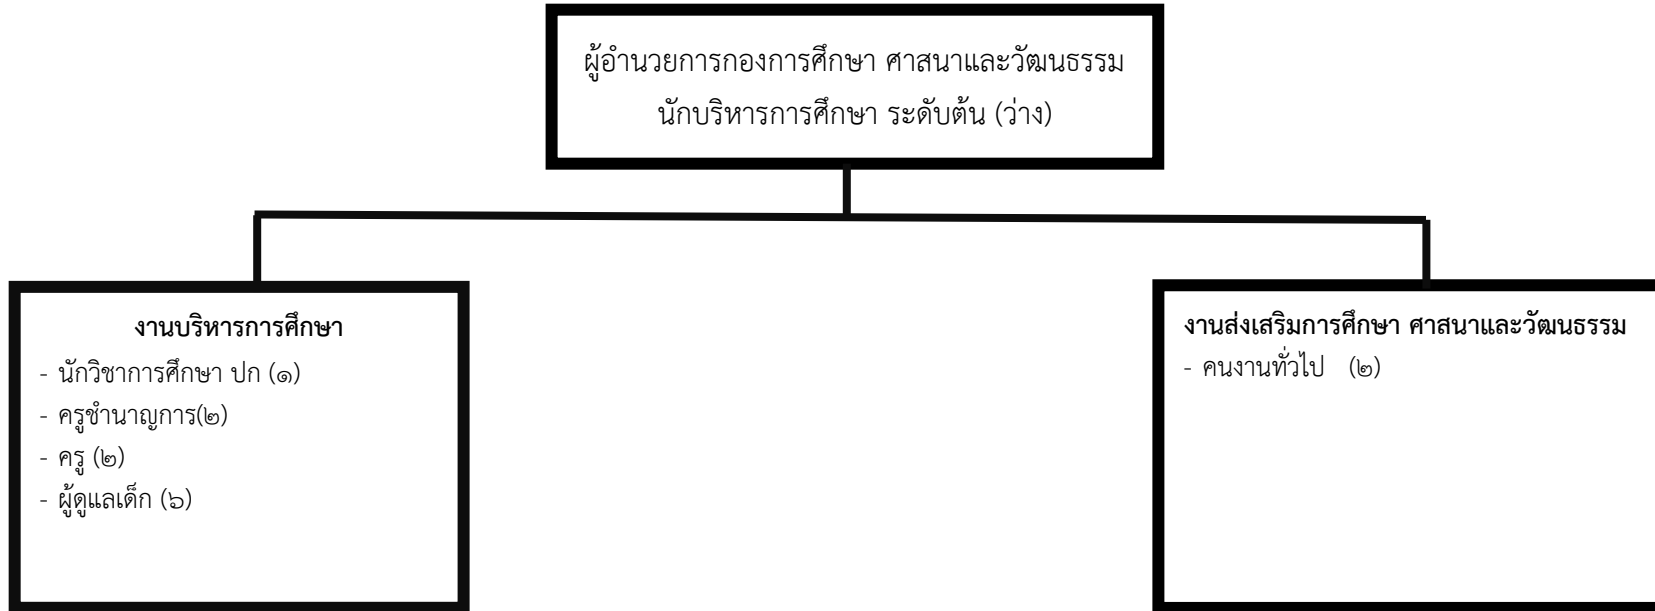 ผู้อำนวยการกองการศึกษา ศาสนาและวัฒนธรรม
นักบริหารการศึกษา ระดับต้น (ว่าง)
งานบริหารการศึกษา
- นักวิชาการศึกษา ปก (๑)
- ครูชำนาญการ(๒)
- ครู (๒)
- ผู้ดูแลเด็ก (๖)
งานส่งเสริมการศึกษา ศาสนาและวัฒนธรรม
- คนงานทั่วไป (๒)